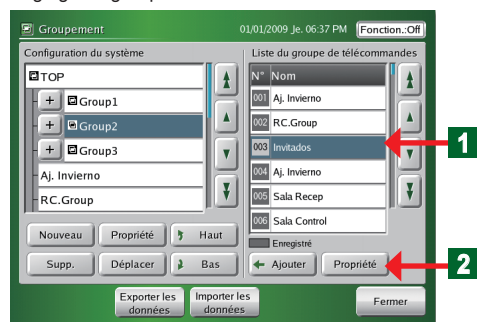 Groupement
01/01/2009 Je. 06:37 PM
Fonction.:Off
Configuration du système
TOP
+ Group1
+ Group2
+ Group3
Aj. Invierno
RC.Group
Nouveau
Propriété
Haut
Supp.
Déplacer
Bas
Liste du groupe de télécommandes
N° Nom
001 Aj. Invierno
002 RC.Group
003 Invitados
004 Aj. Invierno
005 Sala Recep
006 Sala Control
Enregistré
Ajouter
Propriété
1
2
Exporter les
données
Importer les
données
Fermer